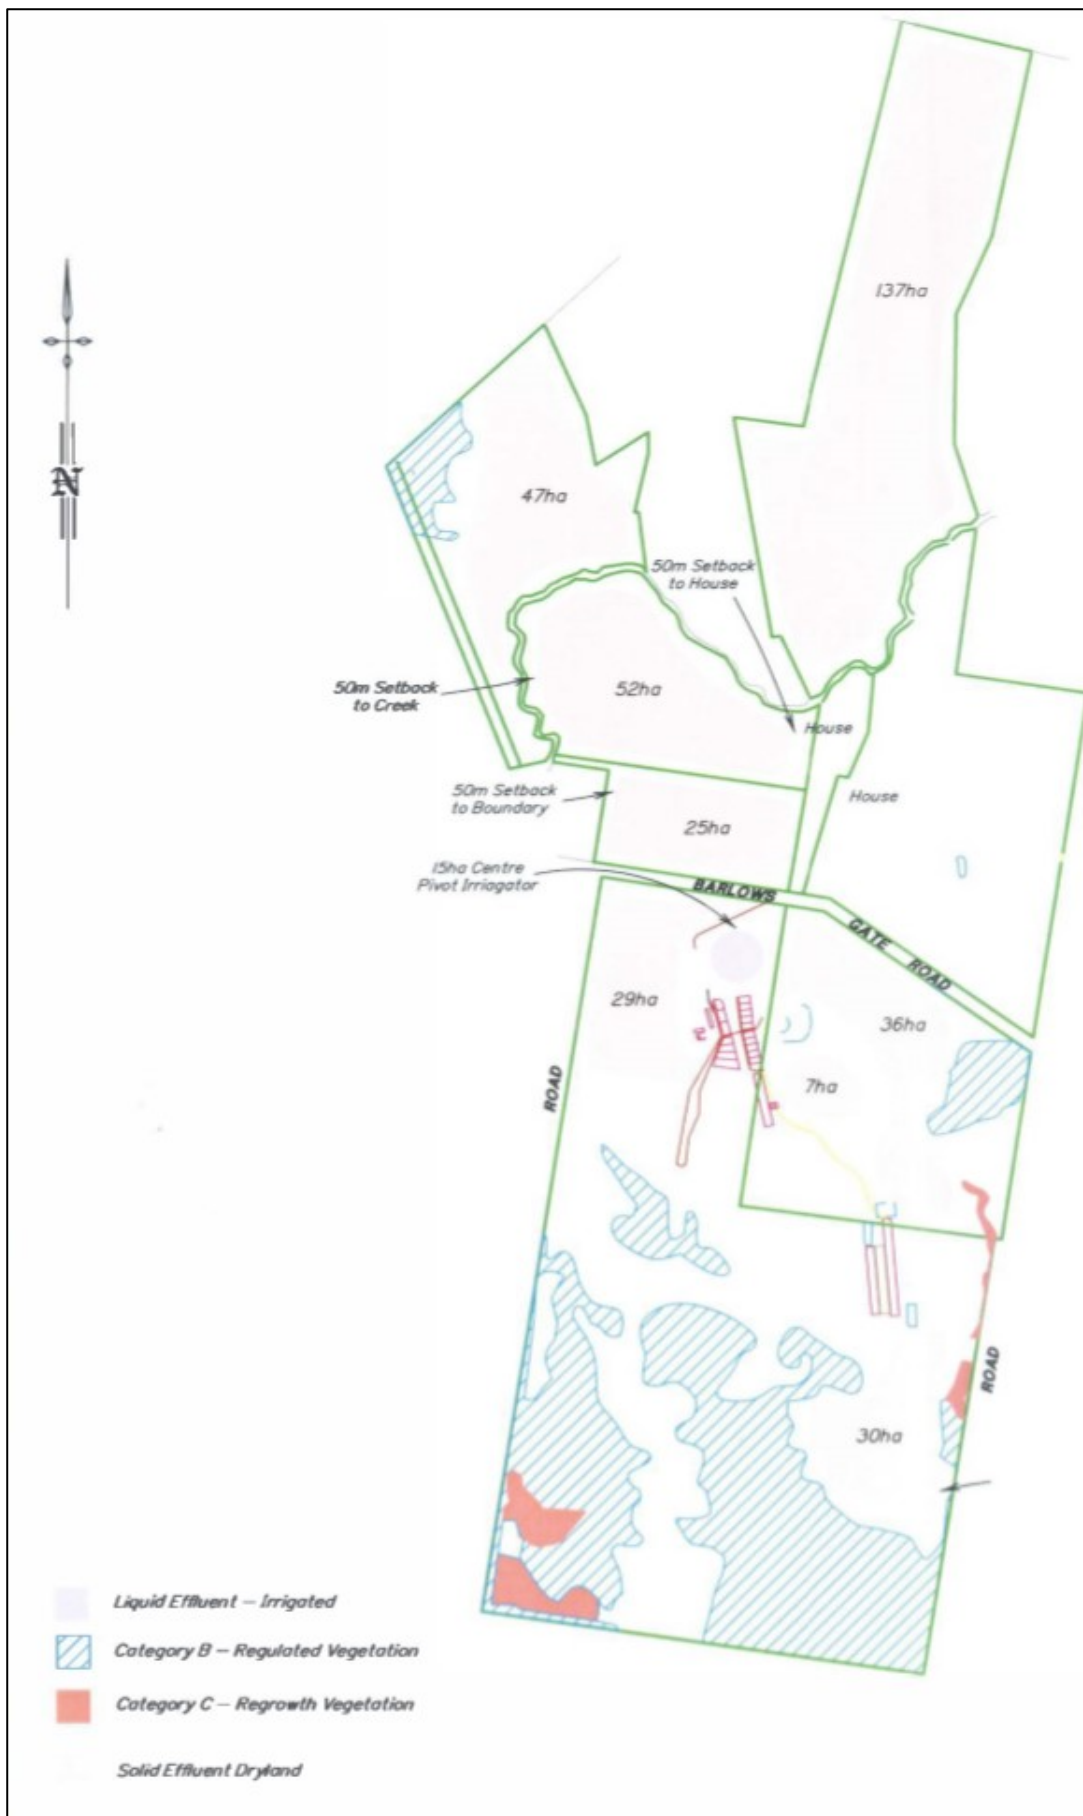 137ha
N
47ha
50m Setback
to House
50m Setback
to Creek
52ha
House
50m Setback
to Boundary
House
25ha
15ha Centre
Pivot Irriagator
BARLOWS
GATE
ROAD
29ha
36ha
7ha
ROAD
ROAD
30ha
Liquid Effluent – Irrigated
Category B – Regulated Vegetation
Category C – Regrowth Vegetation
Solid Effluent Dryland